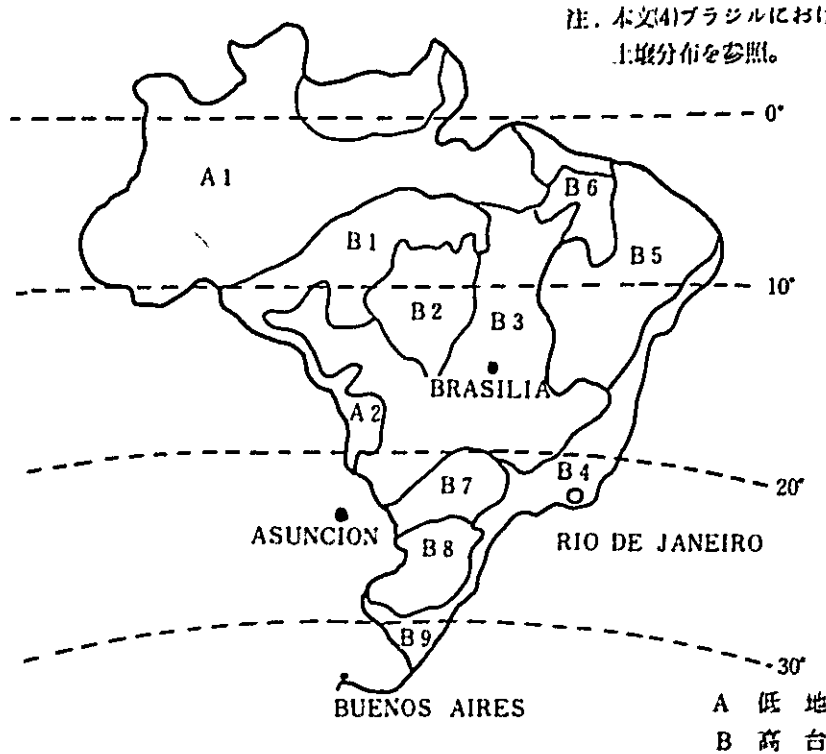 注. 本文(4)ブラジルにおけ
土壌分布を参照。
0°
A 1
B 6
B 1
B 5
10°
B 2
B 3
BRASILIA
A 2
B 4
B 7
20°
ASUNCION
B 8
RIO DE JANEIRO
B 9
30°
BUENOS AIRES
A 低 地
B 高 台